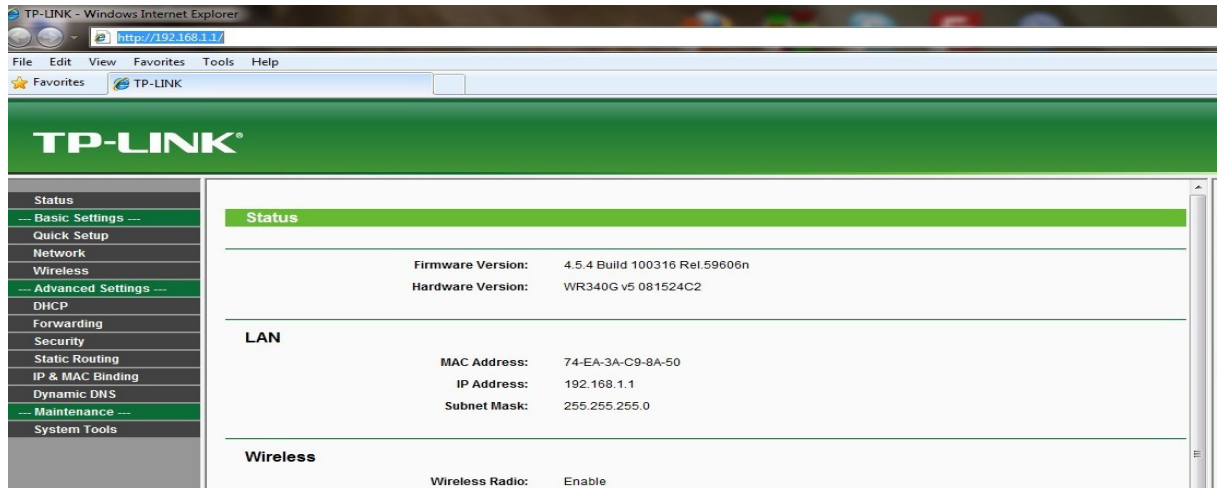 TP-LINK - Windows Internet Explorer
http://192.168.1.1/
File Edit View Favorites Tools Help
Favorites TP-LINK
TP-LINK®
Status
--- Basic Settings ---
Quick Setup
Network
Wireless
--- Advanced Settings ---
DHCP
Forwarding
Security
Static Routing
IP & MAC Binding
Dynamic DNS
--- Maintenance ---
System Tools
Status
Firmware Version: 4.5.4 Build 100316 Rel.59606n
Hardware Version: WR340G v5 081524C2
LAN
MAC Address: 74-EA-3A-C9-8A-50
IP Address: 192.168.1.1
Subnet Mask: 255.255.255.0
Wireless
Wireless Radio: Enable